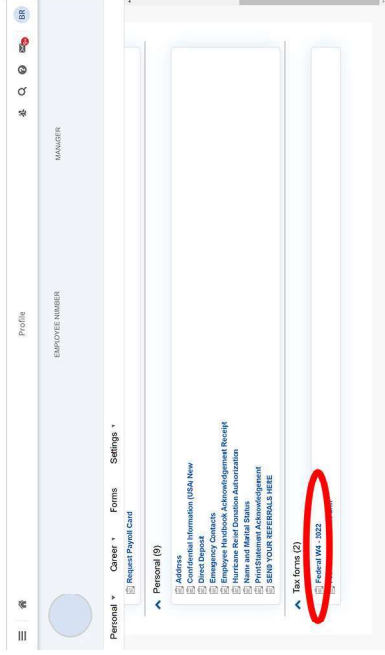 Profile
BR
EMPLOYEE NUMBER
MANAGER
Personal
Career
Forms
Settings
Request Payroll Card
Personal (9)
Address
Confidential Information (USA) New
Direct Deposit
Emergency Contacts
Employee Handbook Acknowledgement Receipt
Hurricane Relief Donation Authorization
Name and Marital Status
Print Statement Acknowledgement
SEND YOUR REFERRALS HERE
Tax forms (2)
Federal W4 - 2022